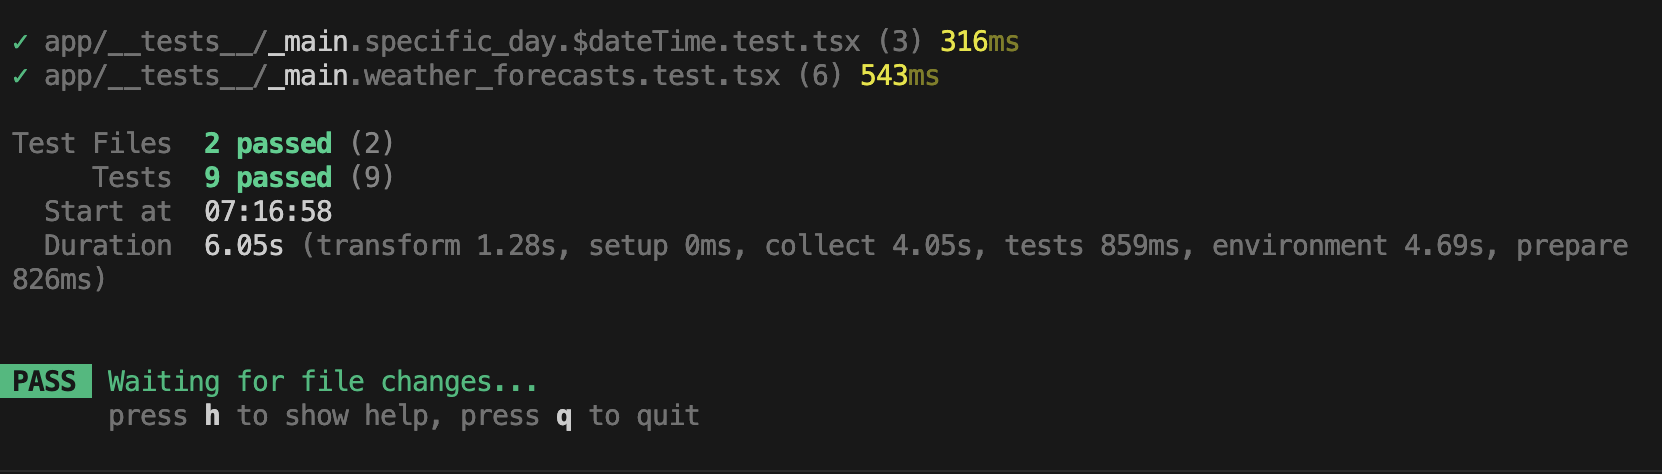 ✓ app/__tests__/_main.specific_day.$dateTime.test.tsx (3) 316ms
✓ app/__tests__/_main.weather_forecasts.test.tsx (6) 543ms
Test Files 2 passed (2)
Tests 9 passed (9)
Start at 07:16:58
Duration 6.05s (transform 1.28s, setup 0ms, collect 4.05s, tests 859ms, environment 4.69s, prepare
826ms)
PASS Waiting for file changes...
press h to show help, press q to quit